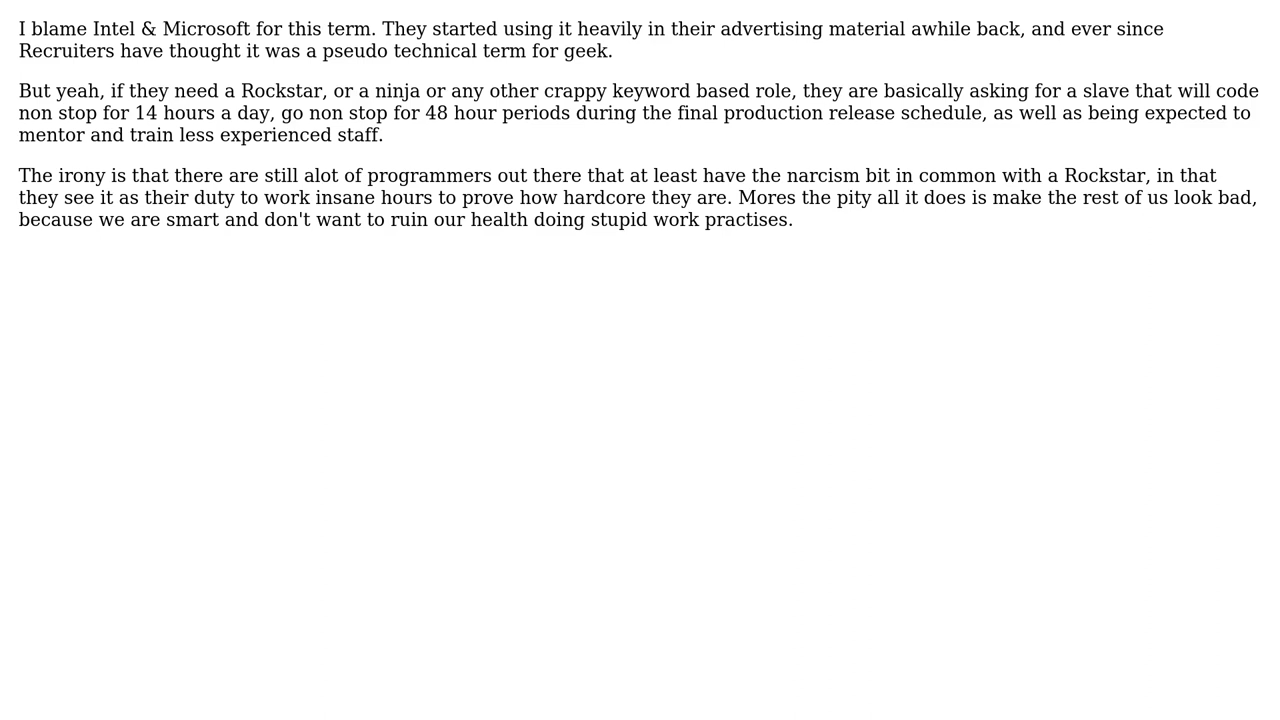 I blame Intel & Microsoft for this term. They started using it heavily in their advertising material awhile back, and ever since
Recruiters have thought it was a pseudo technical term for geek.
But yeah, if they need a Rockstar, or a ninja or any other crappy keyword based role, they are basically asking for a slave that will code
non stop for 14 hours a day, go non stop for 48 hour periods during the final production release schedule, as well as being expected to
mentor and train less experienced staff.
The irony is that there are still alot of programmers out there that at least have the narcism bit in common with a Rockstar, in that
they see it as their duty to work insane hours to prove how hardcore they are. Mores the pity all it does is make the rest of us look bad,
because we are smart and don't want to ruin our health doing stupid work practises.